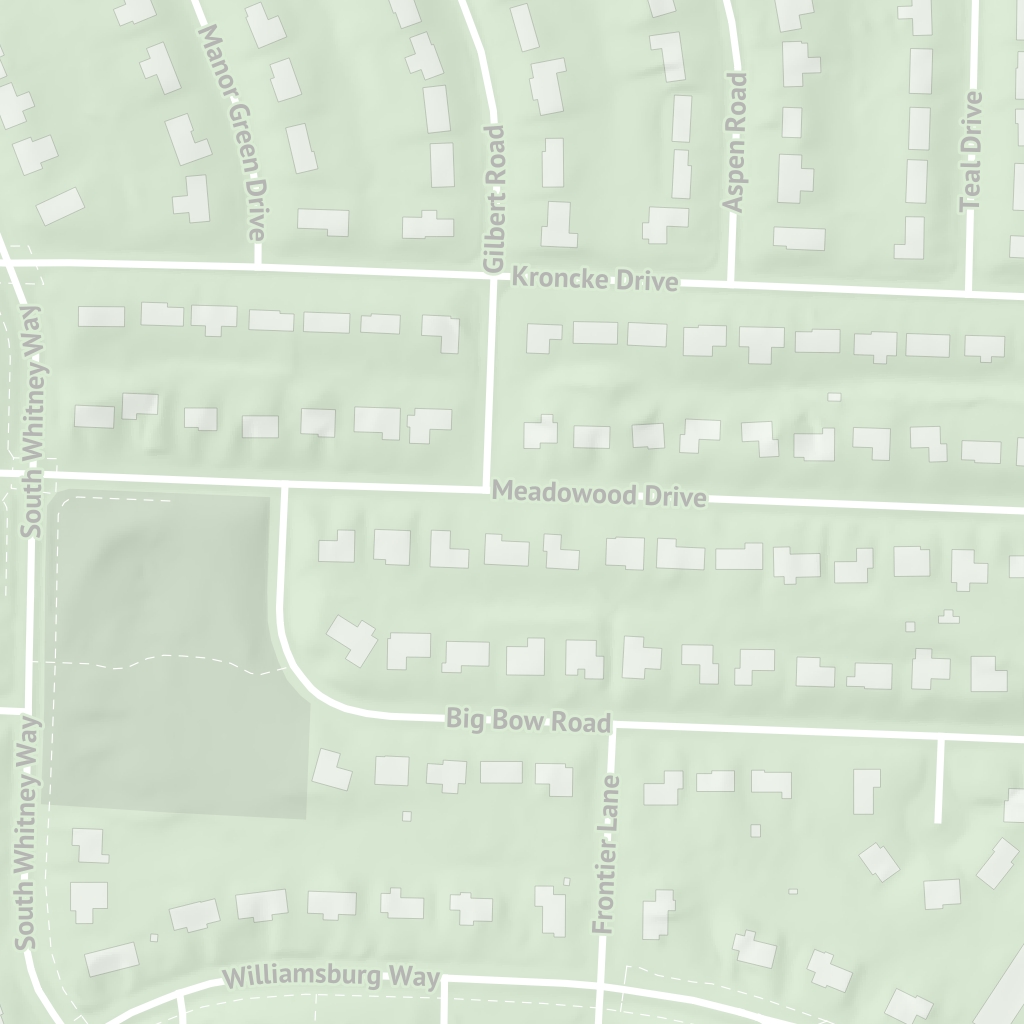 Manor Green Drive
Gilbert Road
Aspen Road
Teal Drive
Kroncke Drive
South Whitney Way
Meadowood Drive
Big Bow Road
South Whitney Way
Frontier Lane
Williamsburg Way